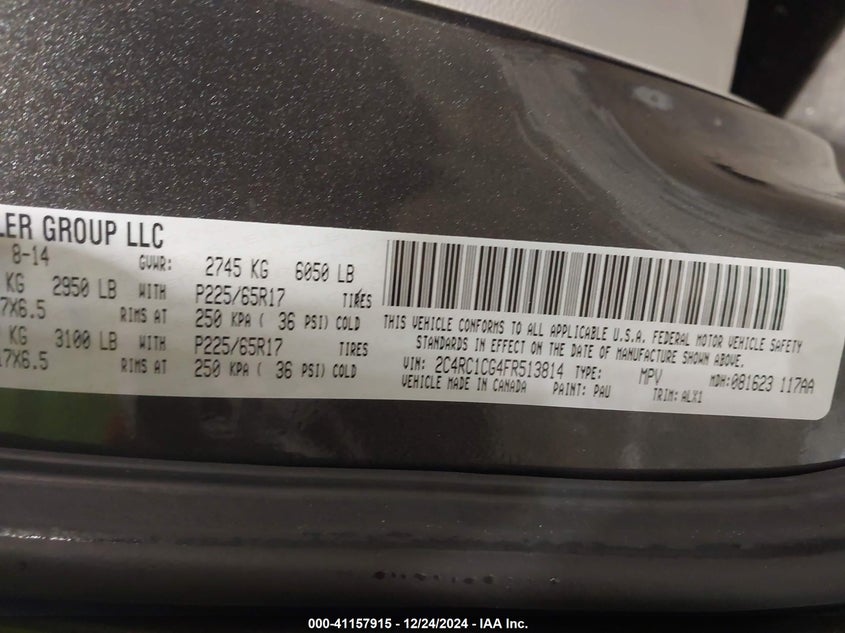 LER GROUP LLC
8-14 GVWR: 2745 KG 6050 LB
KG 2950 LB WITH P225/65R17 TIRES
7X6.5 RIMS AT 250 KPA ( 36 PSI) COLD
KG 3100 LB WITH P225/65R17 TIRES
17X6.5 RIMS AT 250 KPA ( 36 PSI) COLD
THIS VEHICLE CONFORMS TO ALL APPLICABLE U.S.A. FEDERAL MOTOR VEHICLE SAFETY
STANDARDS IN EFFECT ON THE DATE OF MANUFACTURE SHOWN ABOVE.
VIN: 2C4RC1CG4FR513814 TYPE: MPV MDH:081623 117AA
VEHICLE MADE IN CANADA PAINT: PAU TRIM: ALX1
000-41157915 - 12/24/2024 - IAA Inc.